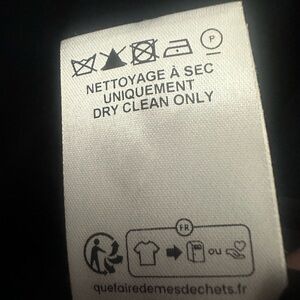 P
NETTOYAGE À SEC
UNIQUEMENT
DRY CLEAN ONLY
FR
ou
quefairedemesdechets.fr